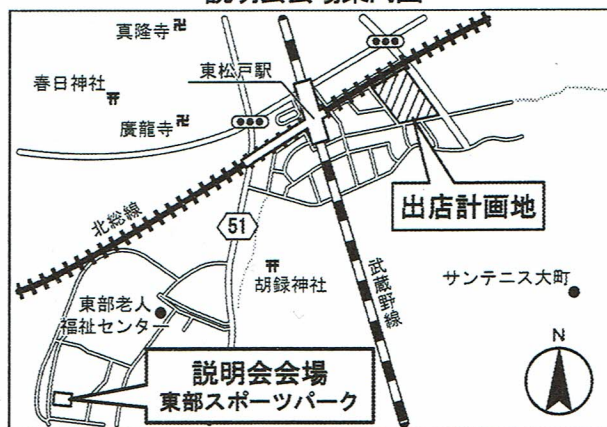 説明会会場案内図
真隆寺
東松戸駅
春日神社
廣龍寺
出店計画地
北総線
51
胡録神社
武蔵野線
サンテニス大町
東部老人
福祉センター
説明会会場
東部スポーツパーク
N